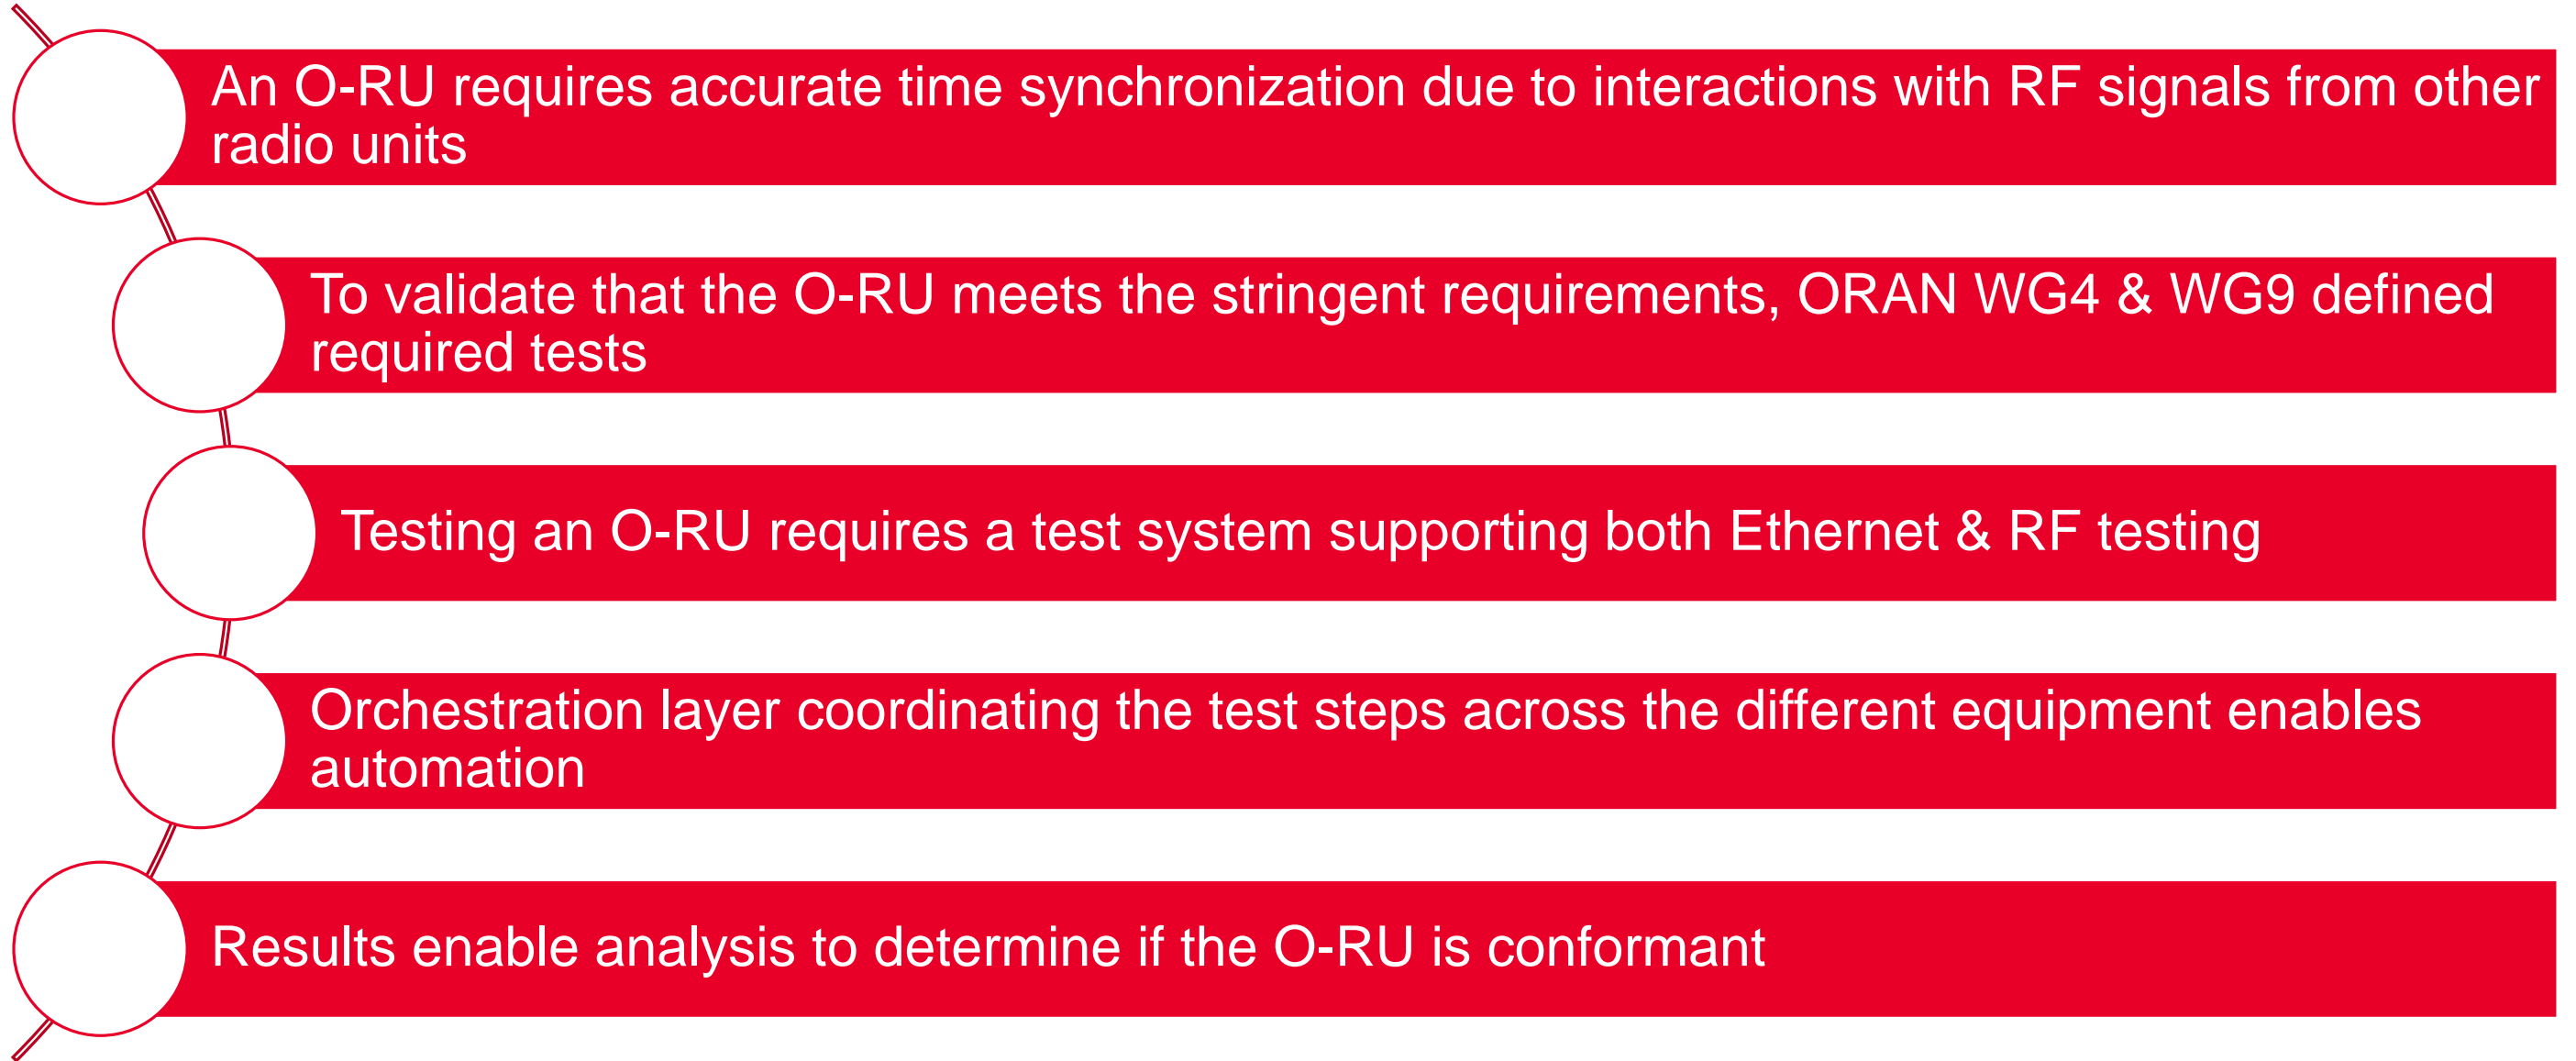 An O-RU requires accurate time synchronization due to interactions with RF signals from other
radio units
To validate that the O-RU meets the stringent requirements, ORAN WG4 & WG9 defined
required tests
Testing an O-RU requires a test system supporting both Ethernet & RF testing
Orchestration layer coordinating the test steps across the different equipment enables
automation
Results enable analysis to determine if the O-RU is conformant